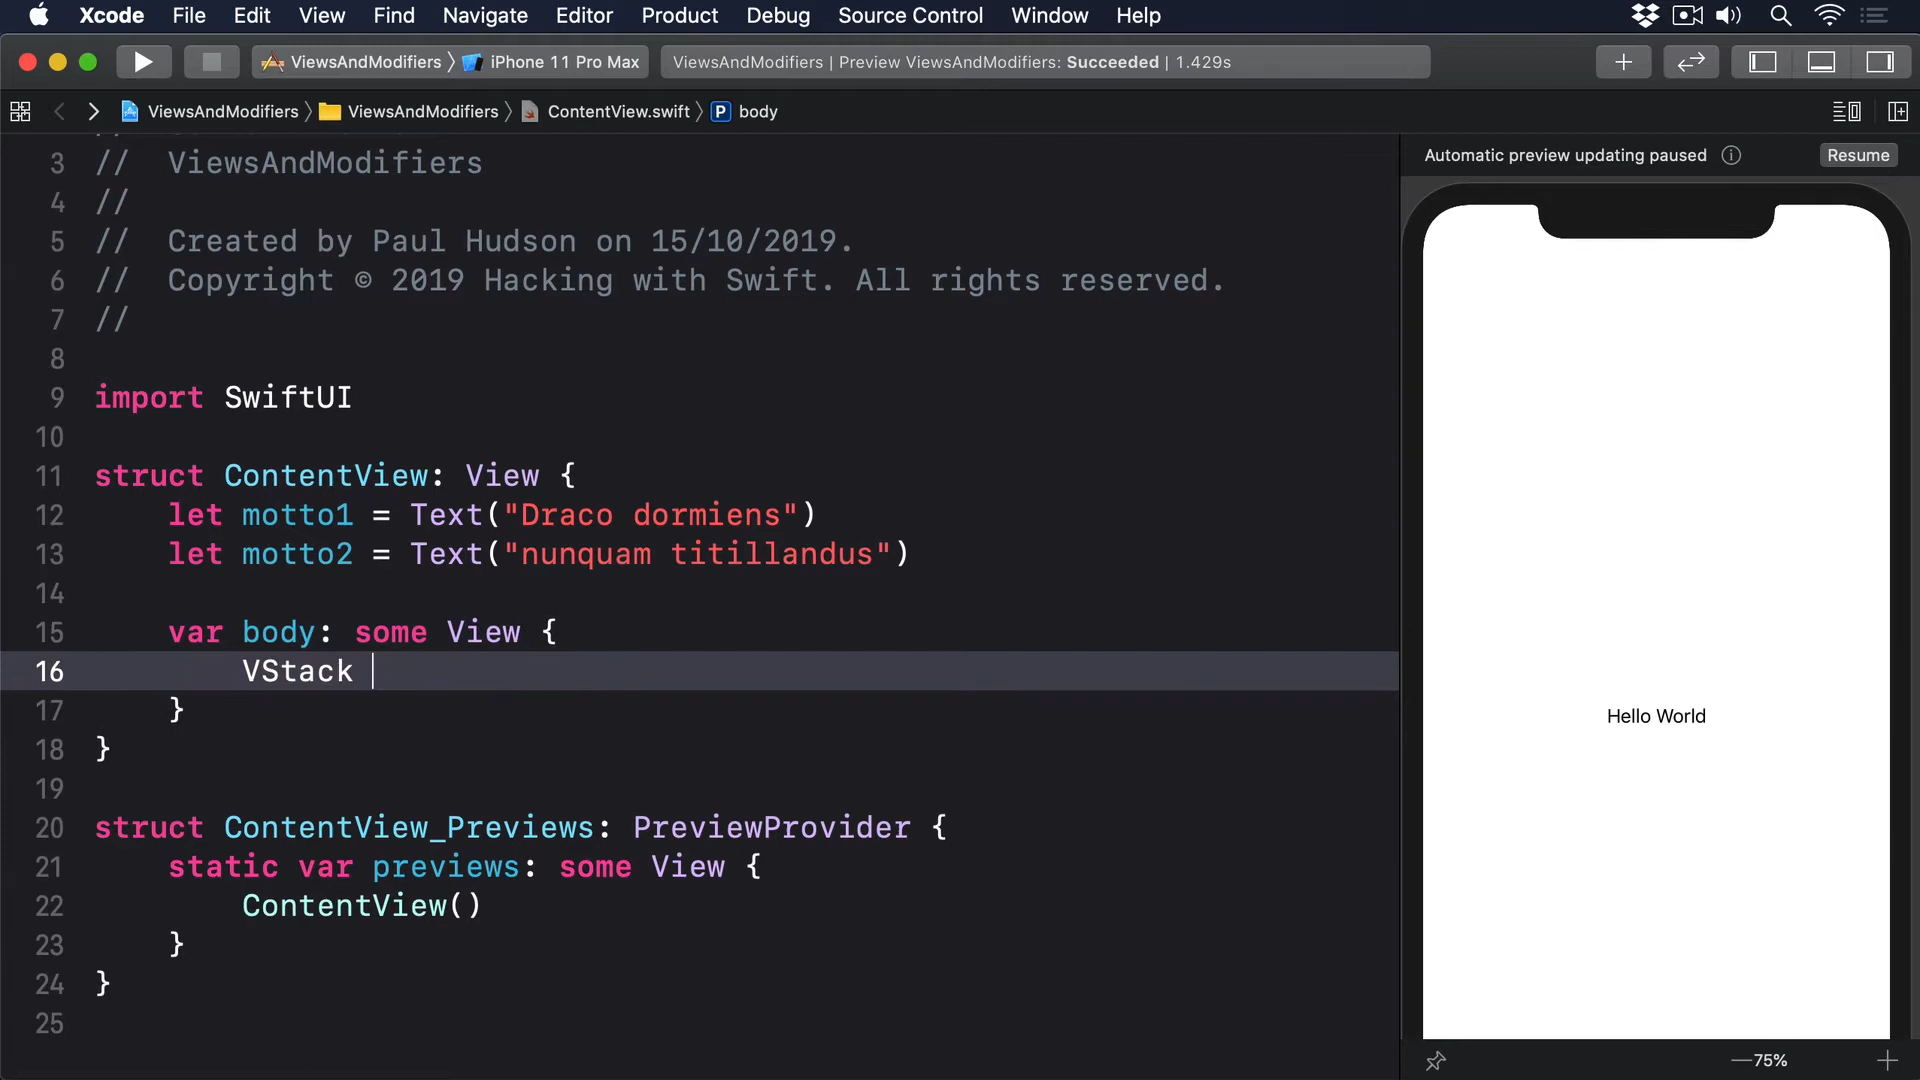 Xcode File Edit View Find Navigate Editor Product Debug Source Control Window Help
ViewsAndModifiers 〉 iPhone 11 Pro Max
ViewsAndModifiers | Preview ViewsAndModifiers: Succeeded | 1.429s
ViewsAndModifiers 〉 ViewsAndModifiers 〉 ContentView.swift 〉 P body
Automatic preview updating paused Resume
3 //  ViewsAndModifiers
4 //
5 //  Created by Paul Hudson on 15/10/2019.
6 //  Copyright © 2019 Hacking with Swift. All rights reserved.
7 //
8
9 import SwiftUI
10
11 struct ContentView: View {
12     let motto1 = Text("Draco dormiens")
13     let motto2 = Text("nunquam titillandus")
14
15     var body: some View {
16         VStack
17     }
18 }
19
20 struct ContentView_Previews: PreviewProvider {
21     static var previews: some View {
22         ContentView()
23     }
24 }
25
Hello World
75%